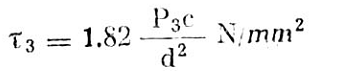 τ₃ = 1.82 P₃c / d² N/mm²